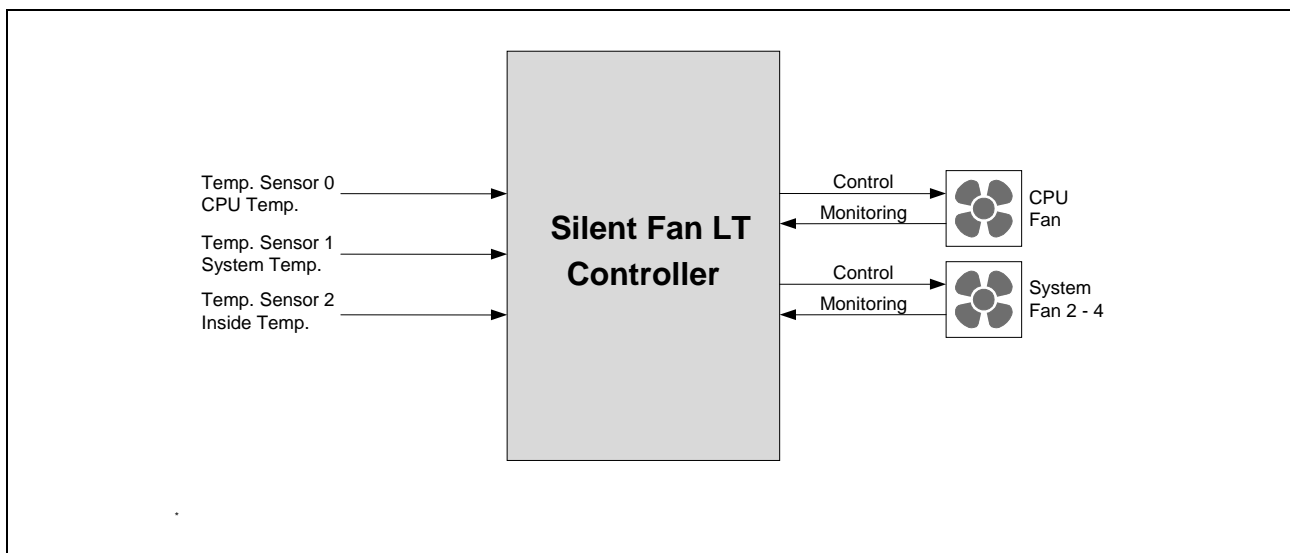 Temp. Sensor 0
CPU Temp.
Temp. Sensor 1
System Temp.
Temp. Sensor 2
Inside Temp.
Silent Fan LT
Controller
Control
Monitoring
CPU
Fan
Control
Monitoring
System
Fan 2 - 4